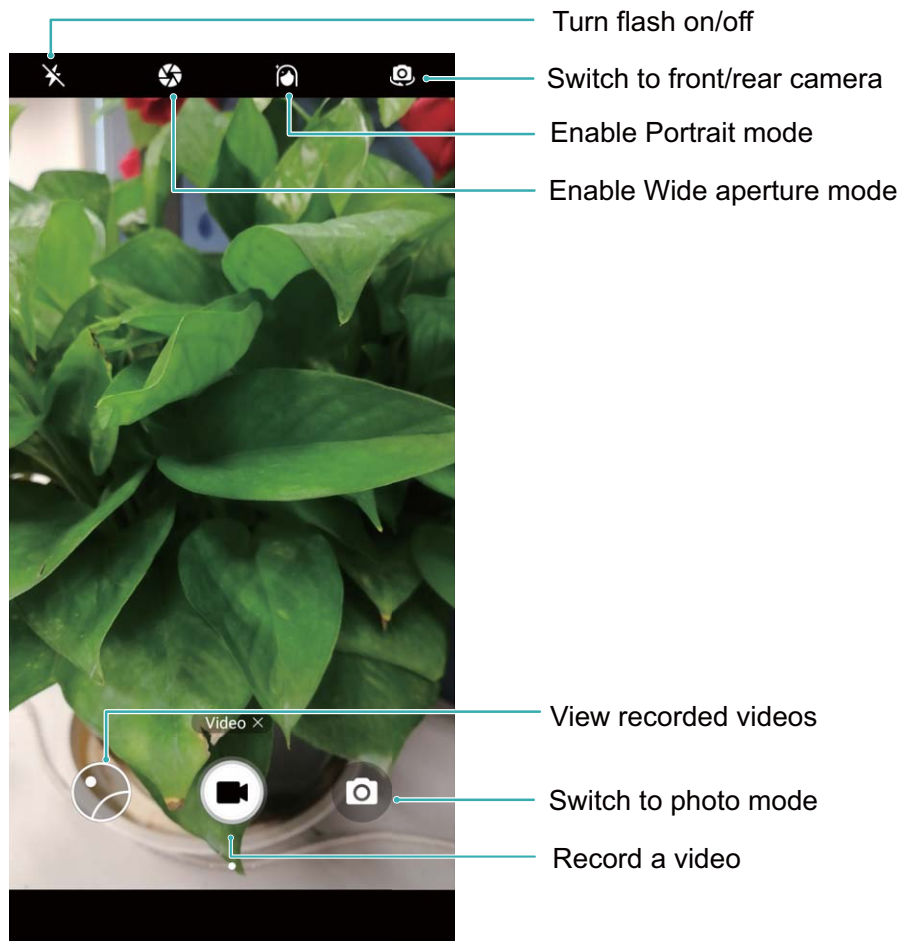 Turn flash on/off
Switch to front/rear camera
Enable Portrait mode
Enable Wide aperture mode
Video ×
View recorded videos
Switch to photo mode
Record a video